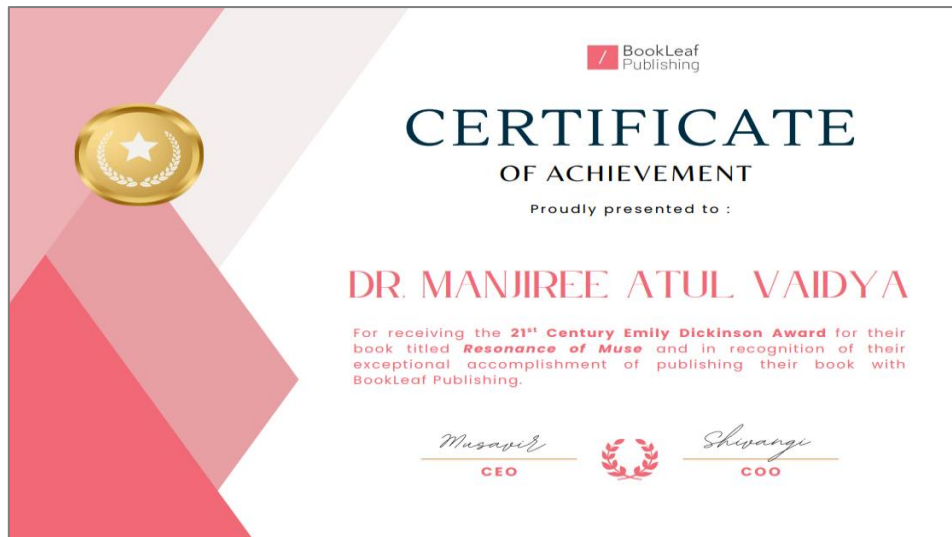 BookLeaf
Publishing
CERTIFICATE
OF ACHIEVEMENT
Proudly presented to :
DR. MANJIREE ATUL VAIDYA
For receiving the 21st Century Emily Dickinson Award for their
book titled Resonance of Muse and in recognition of their
exceptional accomplishment of publishing their book with
BookLeaf Publishing.
Musavir Shivangi
CEO COO